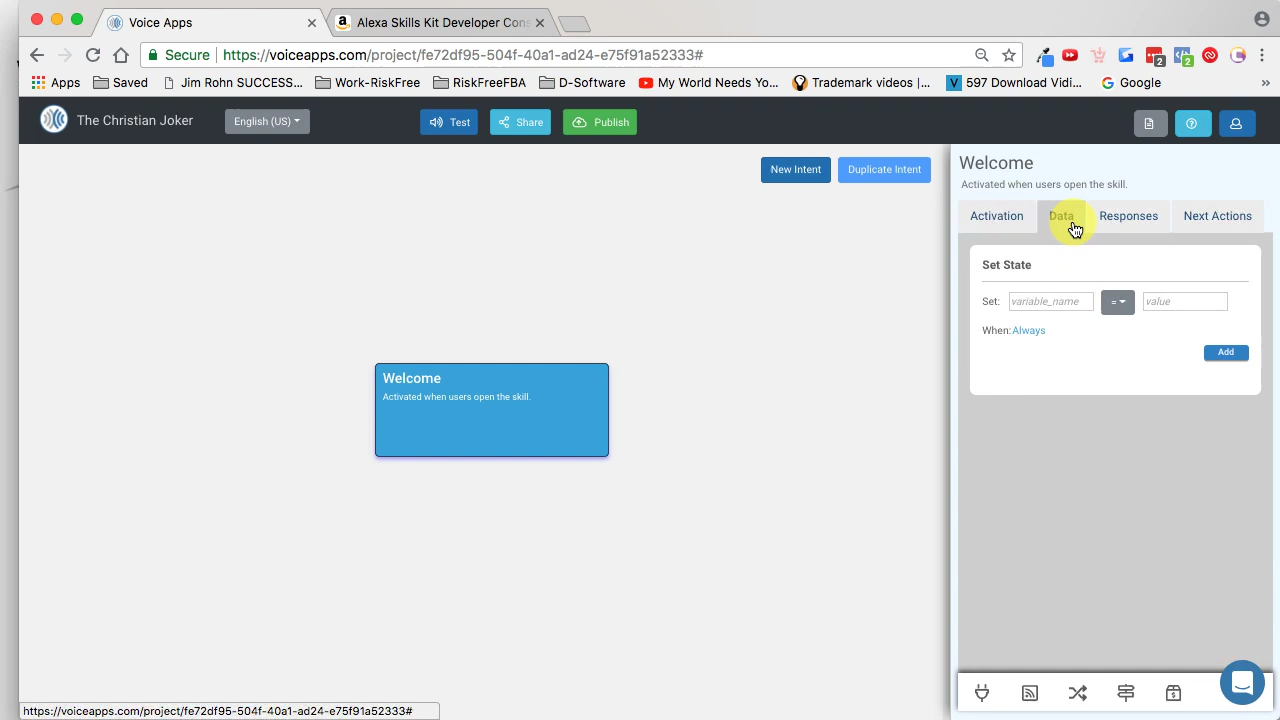 Voice Apps
Alexa Skills Kit Developer Cons
Secure
https://voiceapps.com/project/fe72df95-504f-40a1-ad24-e75f91a52333#
2
2
Apps
Saved
Jim Rohn SUCCESS...
Work-RiskFree
RiskFreeFBA
D-Software
My World Needs Yo...
Trademark videos |...
597 Download Vidi...
Google
»
The Christian Joker
English (US)
Test
Share
Publish
New Intent
Duplicate Intent
Welcome
Activated when users open the skill.
Activation
Data
Responses
Next Actions
Set State
Set: variable_name = value
When: Always
Add
Welcome
Activated when users open the skill.
https://voiceapps.com/project/fe72df95-504f-40a1-ad24-e75f91a52333#